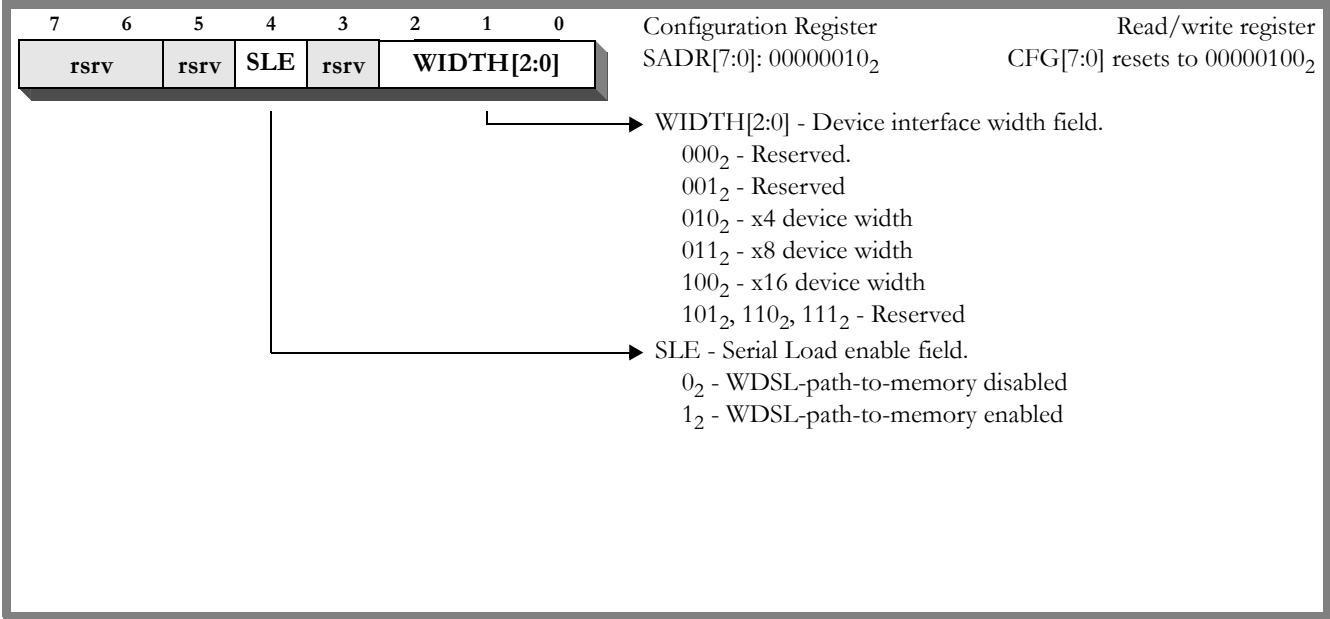 7 6 5 4 3 2 1 0
rsrv rsrv SLE rsrv WIDTH[2:0]
Configuration Register Read/write register
SADR[7:0]: 00000010₂ CFG[7:0] resets to 00000100₂
WIDTH[2:0] - Device interface width field.
000₂ - Reserved.
001₂ - Reserved
010₂ - x4 device width
011₂ - x8 device width
100₂ - x16 device width
101₂, 110₂, 111₂ - Reserved
SLE - Serial Load enable field.
0₂ - WDSL-path-to-memory disabled
1₂ - WDSL-path-to-memory enabled